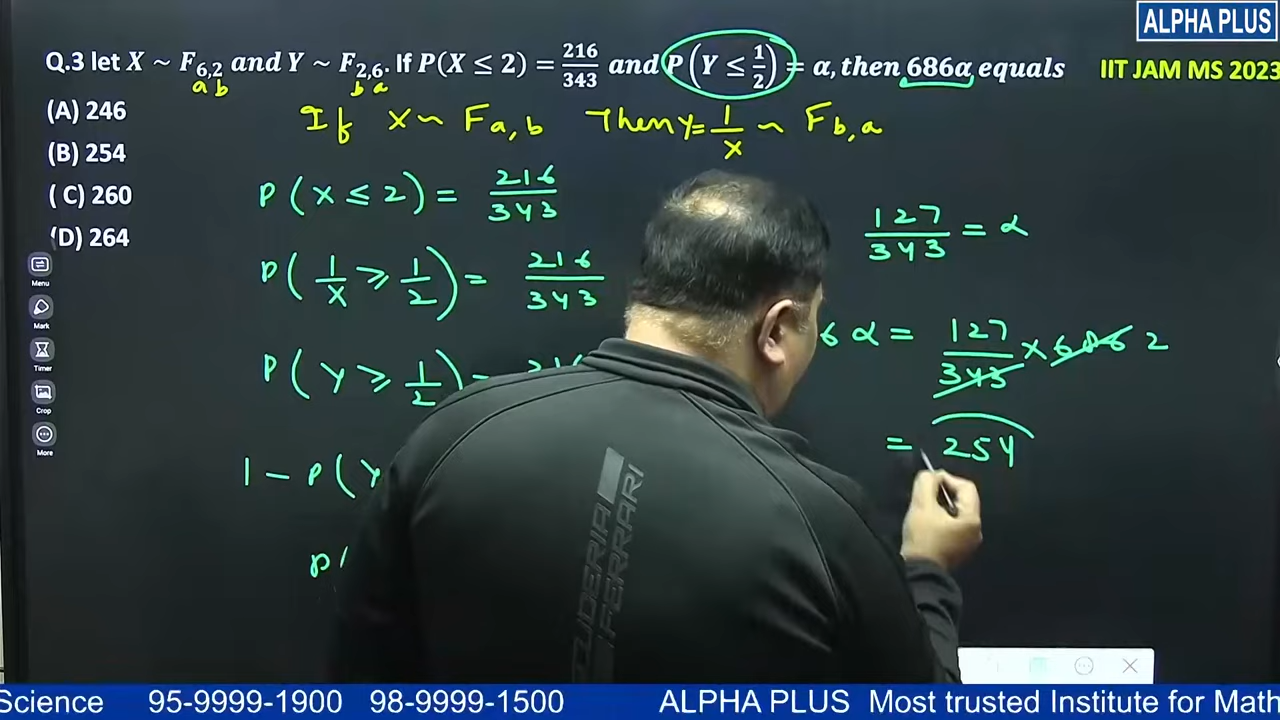 ALPHA PLUS
Q.3 let X ~ F6,2 and Y ~ F2,6. If P(X ≤ 2) = 216/343 and P(Y ≤ 1/2) = α, then 686α equals IIT JAM MS 2023
a b b a
(A) 246
(B) 254
( C) 260
(D) 264
If X ~ Fa,b Then Y= 1/X ~ Fb,a
P(X ≤ 2) = 216/343
P(1/X ≥ 1/2) = 216/343
P(Y ≥ 1/2) =
1 - P(Y
P(
127/343 = α
6 α = 127/343 × 686 2
= 254
Menu
Mark
Timer
Crop
More
Science 95-9999-1900 98-9999-1500 ALPHA PLUS Most trusted Institute for Math